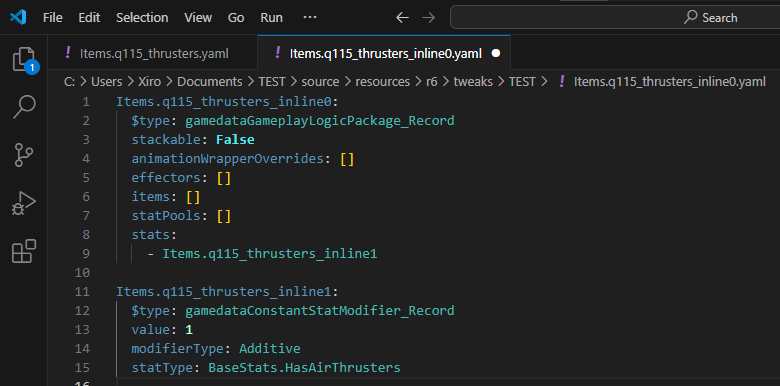 File Edit Selection View Go Run ··· ← → Search
! Items.q115_thrusters.yaml ! Items.q115_thrusters_inline0.yaml ●
C: > Users > Xiro > Documents > TEST > source > resources > r6 > tweaks > TEST > ! Items.q115_thrusters_inline0.yaml
1
1 Items.q115_thrusters_inline0:
2 $type: gamedataGameplayLogicPackage_Record
3 stackable: False
4 animationWrapperOverrides: []
5 effectors: []
6 items: []
7 statPools: []
8 stats:
9 - Items.q115_thrusters_inline1
10
11 Items.q115_thrusters_inline1:
12 $type: gamedataConstantStatModifier_Record
13 value: 1
14 modifierType: Additive
15 statType: BaseStats.HasAirThrusters
16